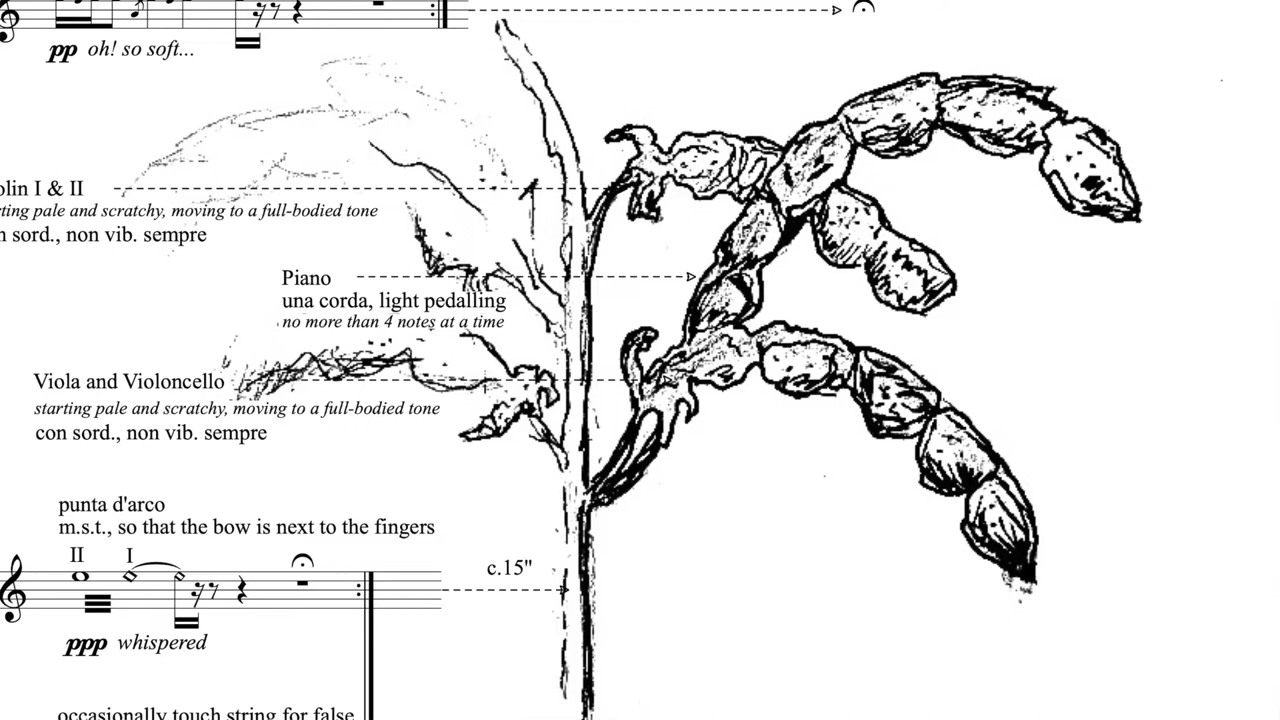 pp oh! so soft...
olin I & II
rting pale and scratchy, moving to a full-bodied tone
n sord., non vib. sempre
Piano
una corda, light pedalling
no more than 4 notes at a time
Viola and Violoncello
starting pale and scratchy, moving to a full-bodied tone
con sord., non vib. sempre
punta d'arco
m.s.t., so that the bow is next to the fingers
II I
c.15"
ppp whispered
occasionally touch string for false